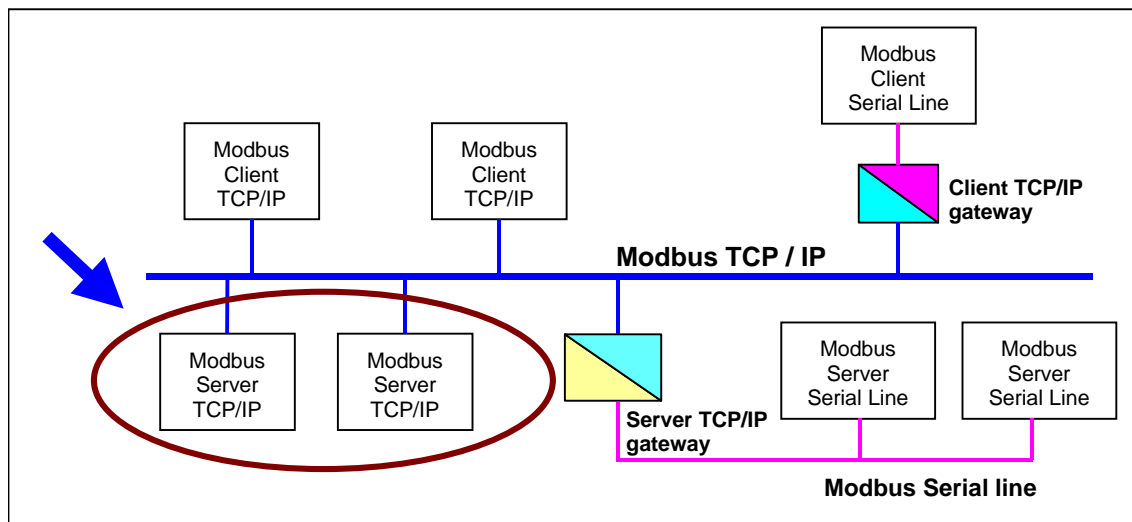 Modbus
Client
Serial Line
Modbus
Client
TCP/IP
Modbus
Client
TCP/IP
Client TCP/IP
gateway
Modbus TCP / IP
Modbus
Server
TCP/IP
Modbus
Server
TCP/IP
Modbus
Server
Serial Line
Modbus
Server
Serial Line
Server TCP/IP
gateway
Modbus Serial line